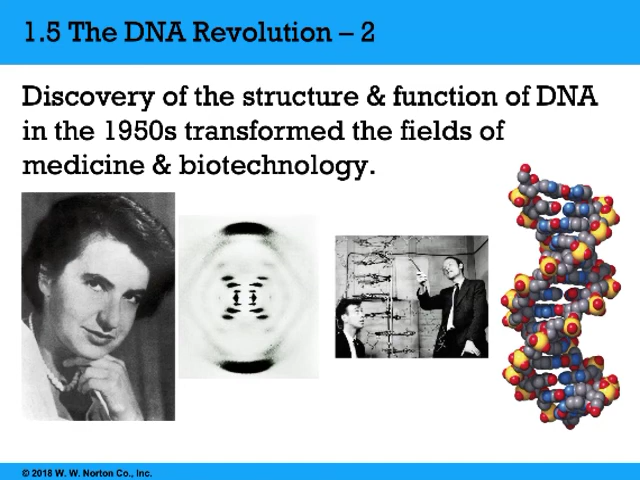 1.5 The DNA Revolution – 2
Discovery of the structure & function of DNA
in the 1950s transformed the fields of
medicine & biotechnology.
© 2018 W. W. Norton Co., Inc.